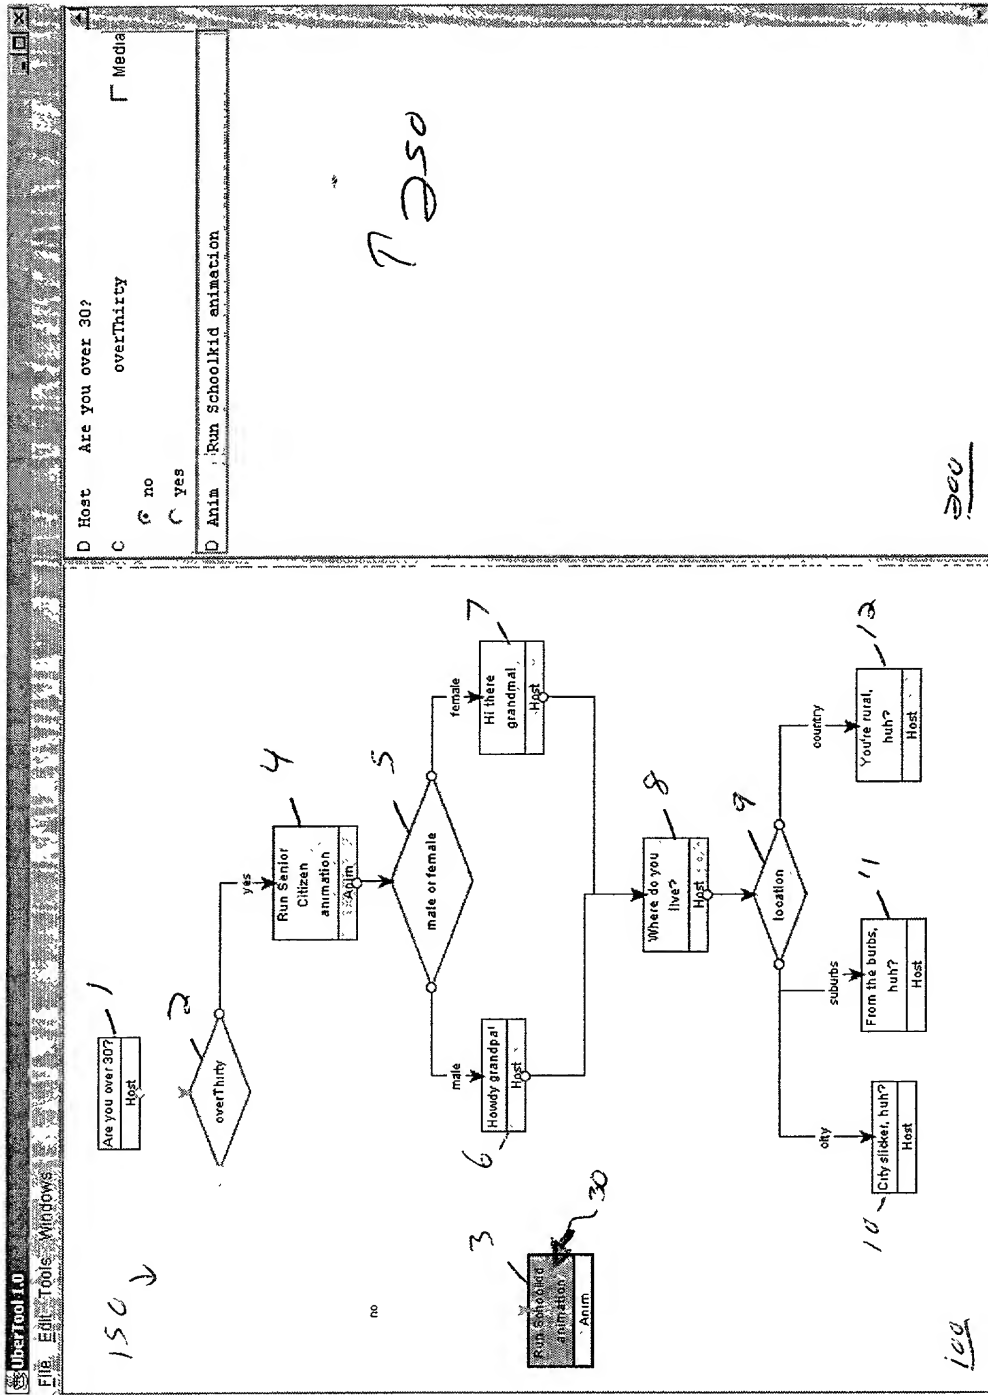 UberTool 1.0
File Edit Tools Windows
150
Are you over 30?
Host
1
overThirty
2
yes
no
Run Senior
Citizen
animation
Anim
4
male or female
5
male
female
Howdy grandpa!
Host
6
Hi there
grandma!
Host
7
Run Schoolkid
animation
Anim
3
30
Where do you
live?
Host
8
location
9
city
suburbs
country
City slicker, huh?
Host
10
From the burbs,
huh?
Host
11
You're rural,
huh?
Host
12
100
D Host Are you over 30?
C overThirty Media
no
yes
D Anim Run Schoolkid animation
250
200